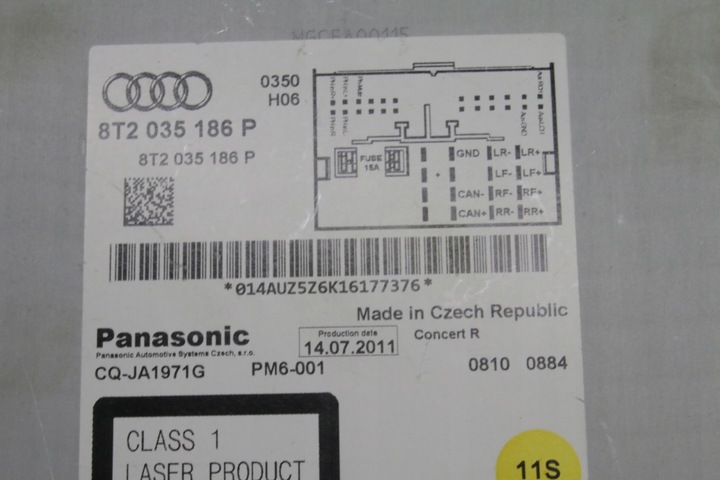 0350
H06
8T2 035 186 P
8T2 035 186 P
FUSE
15A
GND LR- LR+
+ LF- LF+
CAN- RF- RF+
CAN+ RR- RR+
*014AUZ5Z6K16177376*
Made in Czech Republic
Panasonic
Panasonic Automotive Systems Czech, s.r.o.
Production date
14.07.2011
Concert R
CQ-JA1971G PM6-001 0810 0884
CLASS 1
LASER PRODUCT
11S